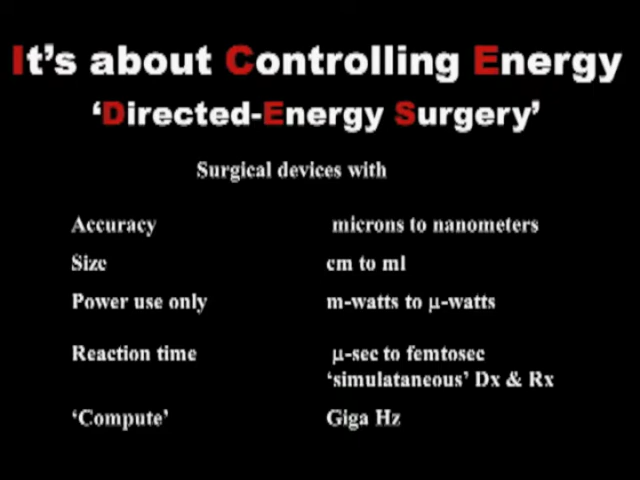 It's about Controlling Energy
'Directed-Energy Surgery'
Surgical devices with
Accuracy microns to nanometers
Size cm to ml
Power use only m-watts to µ-watts
Reaction time µ-sec to femtosec
'simulataneous' Dx & Rx
'Compute' Giga Hz